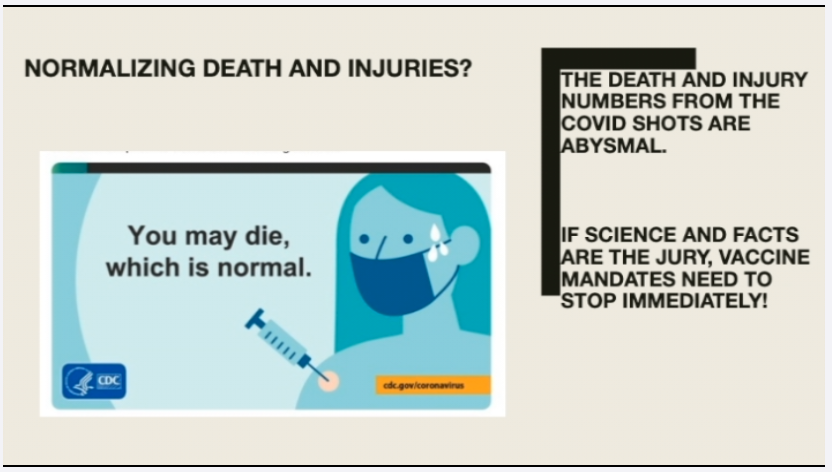 NORMALIZING DEATH AND INJURIES?
You may die,
which is normal.
CDC
cdc.gov/coronavirus
THE DEATH AND INJURY
NUMBERS FROM THE
COVID SHOTS ARE
ABYSMAL.
IF SCIENCE AND FACTS
ARE THE JURY, VACCINE
MANDATES NEED TO
STOP IMMEDIATELY!